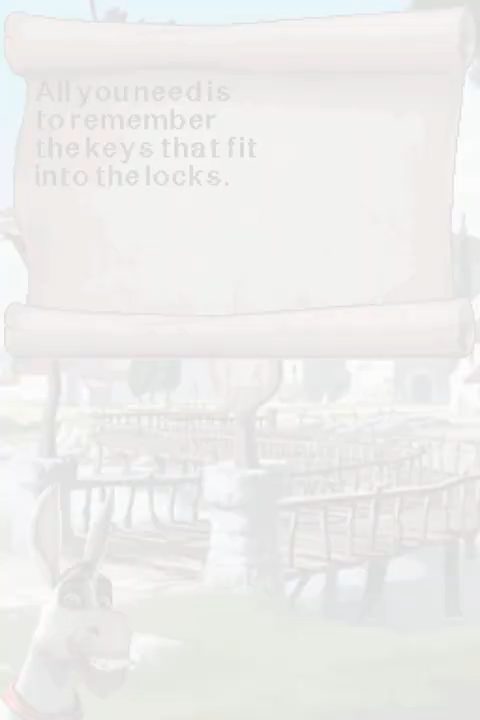 All you need is
to remember
the keys that fit
into the locks.